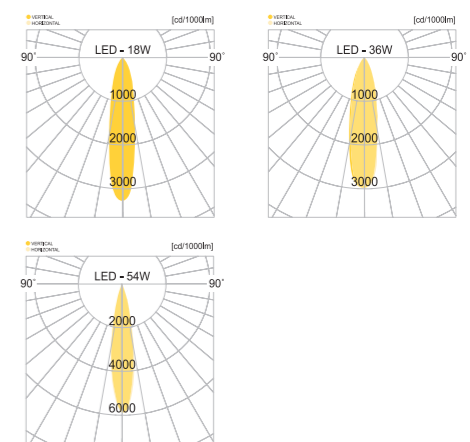 VERTICAL
HORIZONTAL
[cd/1000lm]
LED - 18W
90° 90°
1000
2000
3000
VERTICAL
HORIZONTAL
[cd/1000lm]
LED - 36W
90° 90°
1000
2000
3000
VERTICAL
HORIZONTAL
[cd/1000lm]
LED - 54W
90° 90°
2000
4000
6000